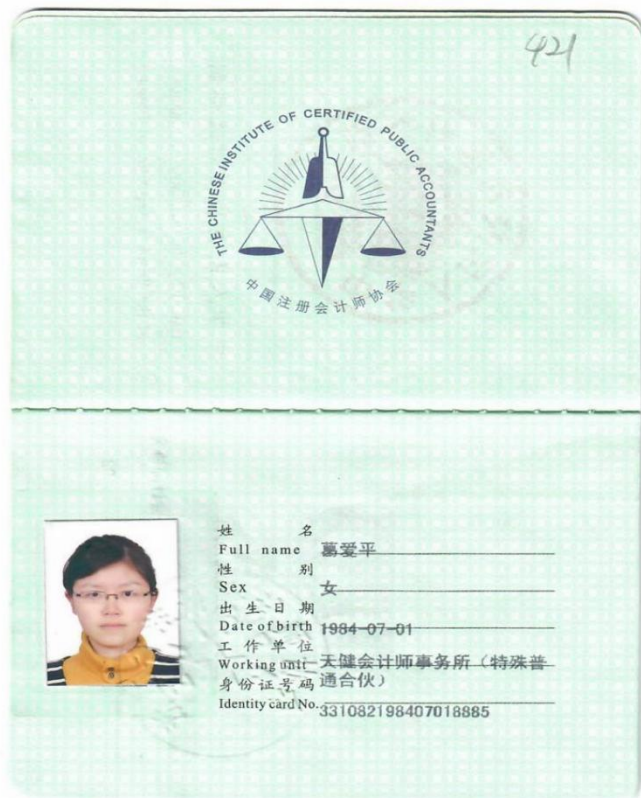 421
THE CHINESE INSTITUTE OF CERTIFIED PUBLIC ACCOUNTANTS
中国注册会计师协会
姓 名
Full name 葛爱平
性 别
Sex 女
出生日期
Date of birth 1984-07-01
工作单位
Working unit 天健会计师事务所（特殊普
通合伙）
身份证号码
Identity card No. 331082198407018885